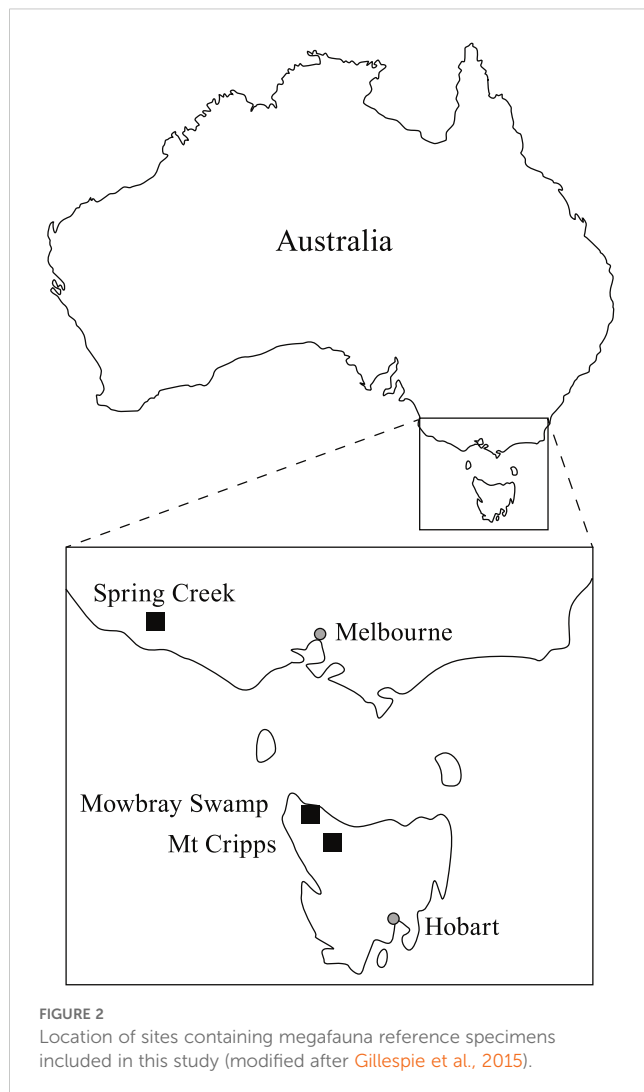 Australia
Spring Creek
Melbourne
Mowbray Swamp
Mt Cripps
Hobart
FIGURE 2
Location of sites containing megafauna reference specimens
included in this study (modified after Gillespie et al., 2015).